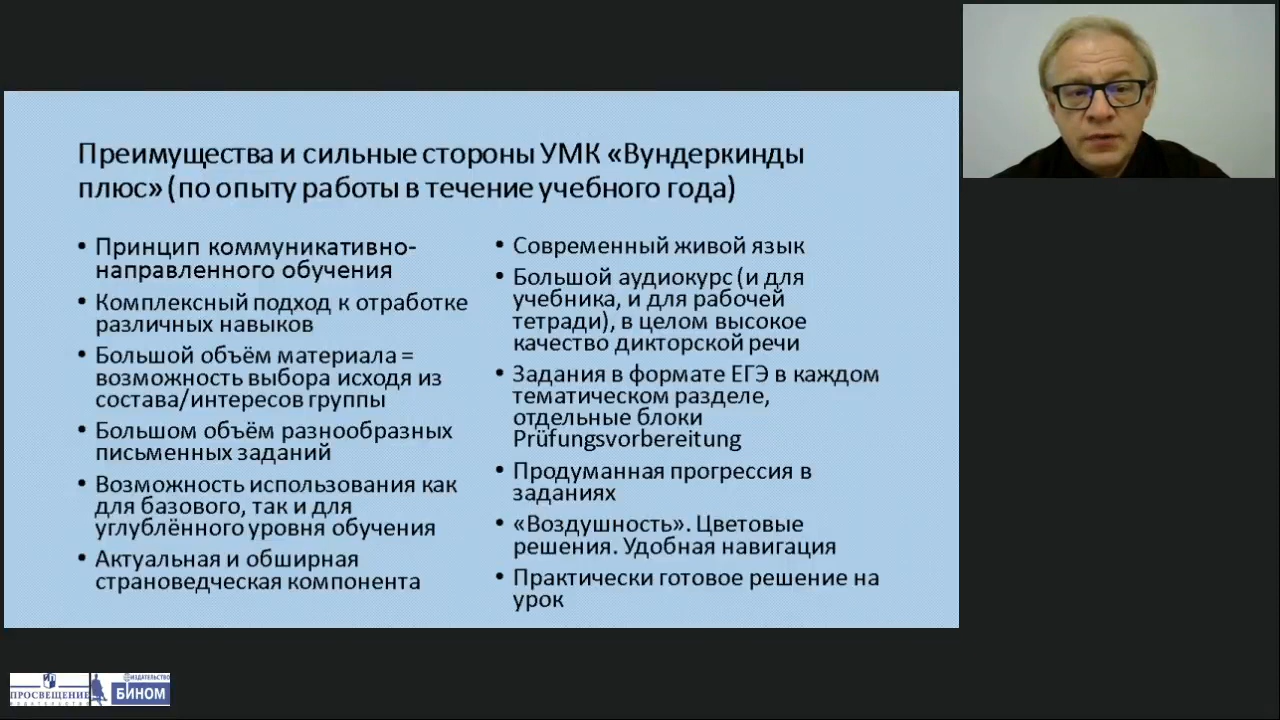 Преимущества и сильные стороны УМК «Вундеркинды
плюс» (по опыту работы в течение учебного года)
• Принцип коммуникативно-
направленного обучения
• Комплексный подход к отработке
различных навыков
• Большой объём материала =
возможность выбора исходя из
состава/интересов группы
• Большом объём разнообразных
письменных заданий
• Возможность использования как
для базового, так и для
углублённого уровня обучения
• Актуальная и обширная
страноведческая компонента
• Современный живой язык
• Большой аудиокурс (и для
учебника, и для рабочей
тетради), в целом высокое
качество дикторской речи
• Задания в формате ЕГЭ в каждом
тематическом разделе,
отдельные блоки
Prüfungsvorbereitung
• Продуманная прогрессия в
заданиях
• «Воздушность». Цветовые
решения. Удобная навигация
• Практически готовое решение на
урок
ПРОСВЕЩЕНИЕ
ИЗДАТЕЛЬСТВО
ИЗДАТЕЛЬСТВО
БИНОМ